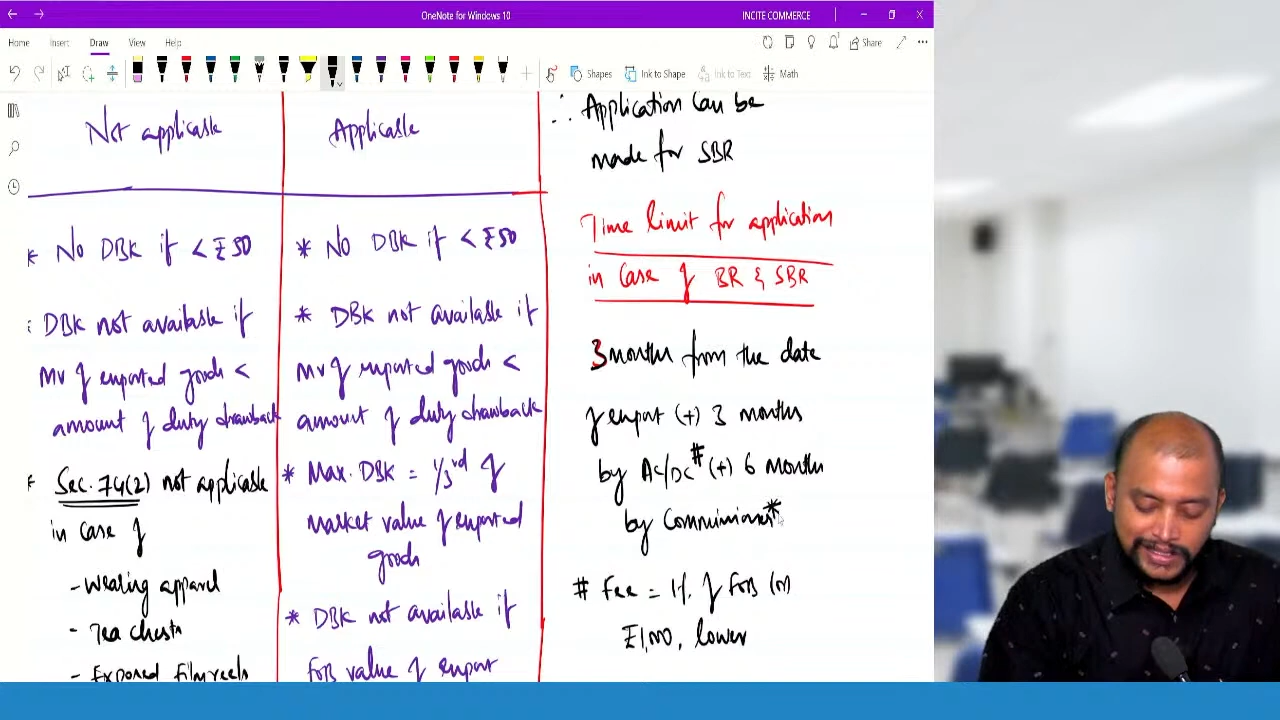 OneNote for Windows 10
INCITE COMMERCE
Home Insert Draw View Help
Share
Shapes Ink to Shape Ink to Text Math
Not applicable
* No DBK if < ₹50
DBK not available if
MV of exported goods <
amount of duty drawback
* Sec. 74(2) not applicable
in case of
- Wearing apparel
- Tea chests
- Exposed film reels
Applicable
* No DBK if < ₹50
* DBK not available if
MV of exported goods <
amount of duty drawback
* Max. DBK = 1/3rd of
market value of exported
goods
* DBK not available if
FOB value of export
∴ Application can be
made for SBR
Time limit for application
in case of BR & SBR
3 months from the date
of export (+) 3 months
by AC/DC# (+) 6 months
by Commissioner*
# Fee = 1% of FOB (or)
₹1,000, lower